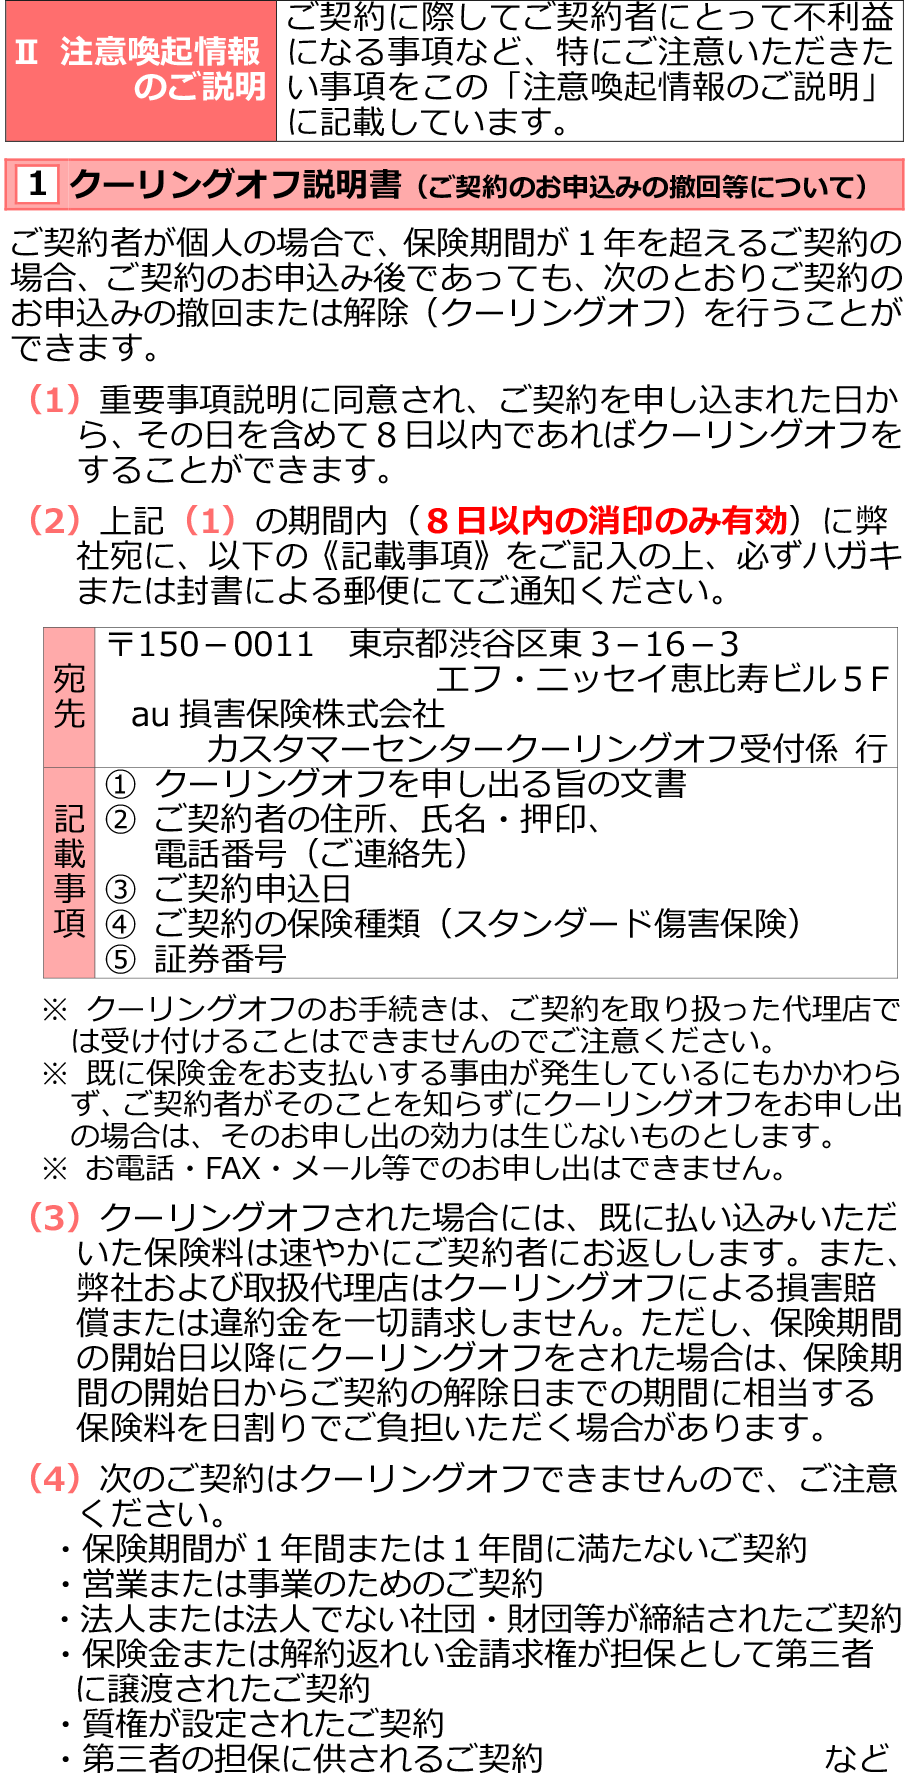 Ⅱ 注意喚起情報
のご説明
ご契約に際してご契約者にとって不利益
になる事項など、特にご注意いただきた
い事項をこの「注意喚起情報のご説明」
に記載しています。
1 クーリングオフ説明書（ご契約のお申込みの撤回等について）
ご契約者が個人の場合で、保険期間が１年を超えるご契約の
場合、ご契約のお申込み後であっても、次のとおりご契約の
お申込みの撤回または解除（クーリングオフ）を行うことが
できます。
（1）重要事項説明に同意され、ご契約を申し込まれた日か
ら、その日を含めて８日以内であればクーリングオフを
することができます。
（2）上記（1）の期間内（８日以内の消印のみ有効）に弊
社宛に、以下の《記載事項》をご記入の上、必ずハガキ
または封書による郵便にてご通知ください。
宛先
〒150－0011　東京都渋谷区東３－16－３
エフ・ニッセイ恵比寿ビル５Ｆ
au 損害保険株式会社
カスタマーセンタークーリングオフ受付係 行
記載事項
① クーリングオフを申し出る旨の文書
② ご契約者の住所、氏名・押印、
電話番号（ご連絡先）
③ ご契約申込日
④ ご契約の保険種類（スタンダード傷害保険）
⑤ 証券番号
※ クーリングオフのお手続きは、ご契約を取り扱った代理店で
は受け付けることはできませんのでご注意ください。
※ 既に保険金をお支払いする事由が発生しているにもかかわら
ず、ご契約者がそのことを知らずにクーリングオフをお申し出
の場合は、そのお申し出の効力は生じないものとします。
※ お電話・FAX・メール等でのお申し出はできません。
（3）クーリングオフされた場合には、既に払い込みいただ
いた保険料は速やかにご契約者にお返しします。また、
弊社および取扱代理店はクーリングオフによる損害賠
償または違約金を一切請求しません。ただし、保険期間
の開始日以降にクーリングオフをされた場合は、保険期
間の開始日からご契約の解除日までの期間に相当する
保険料を日割りでご負担いただく場合があります。
（4）次のご契約はクーリングオフできませんので、ご注意
ください。
・保険期間が１年間または１年間に満たないご契約
・営業または事業のためのご契約
・法人または法人でない社団・財団等が締結されたご契約
・保険金または解約返れい金請求権が担保として第三者
に譲渡されたご契約
・質権が設定されたご契約
・第三者の担保に供されるご契約　など